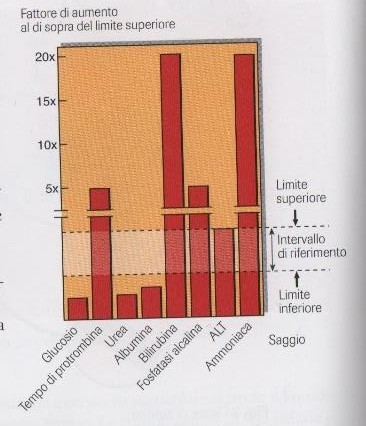 Fattore di aumento
al di sopra del limite superiore
20x
15x
10x
5x
Limite
superiore
Intervallo
di riferimento
Limite
inferiore
Glucosio
Tempo di protrombina
Urea
Albumina
Bilirubina
Fosfatasi alcalina
ALT
Ammoniaca
Saggio